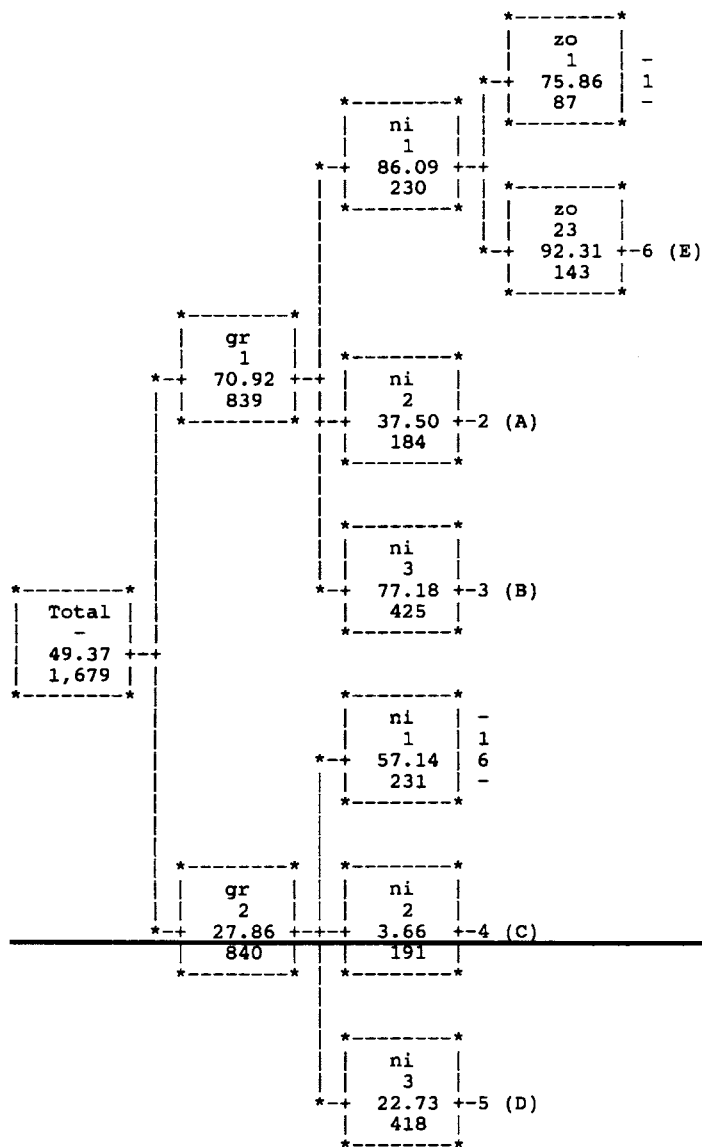 zo
1
75.86
87
-
1
-
ni
1
86.09
230
zo
23
92.31
143
6 (E)
gr
1
70.92
839
ni
2
37.50
184
2 (A)
ni
3
77.18
425
3 (B)
Total
-
49.37
1,679
ni
1
57.14
231
-
1
6
-
gr
2
27.86
840
ni
2
3.66
191
4 (C)
ni
3
22.73
418
5 (D)